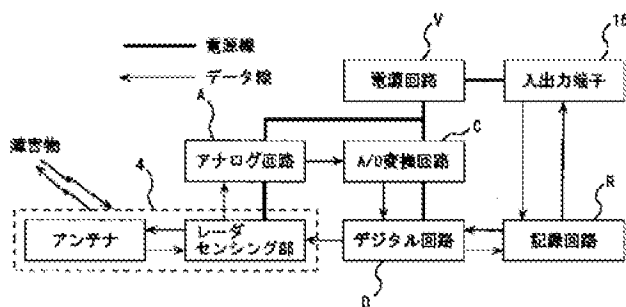 電源線
データ線
V
16
電源回路
入出力端子
A
C
障害物
アナログ回路
A/D変換回路
4
R
アンテナ
レーダ
センシング部
デジタル回路
記録回路
D